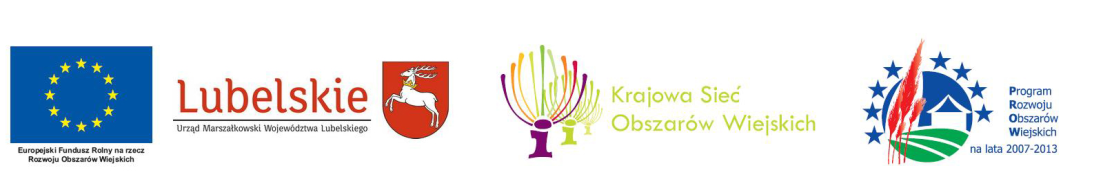 Europejski Fundusz Rolny na rzecz
Rozwoju Obszarów Wiejskich
Lubelskie
Urząd Marszałkowski Województwa Lubelskiego
Krajowa Sieć
Obszarów Wiejskich
Program
Rozwoju
Obszarów
Wiejskich
na lata 2007-2013